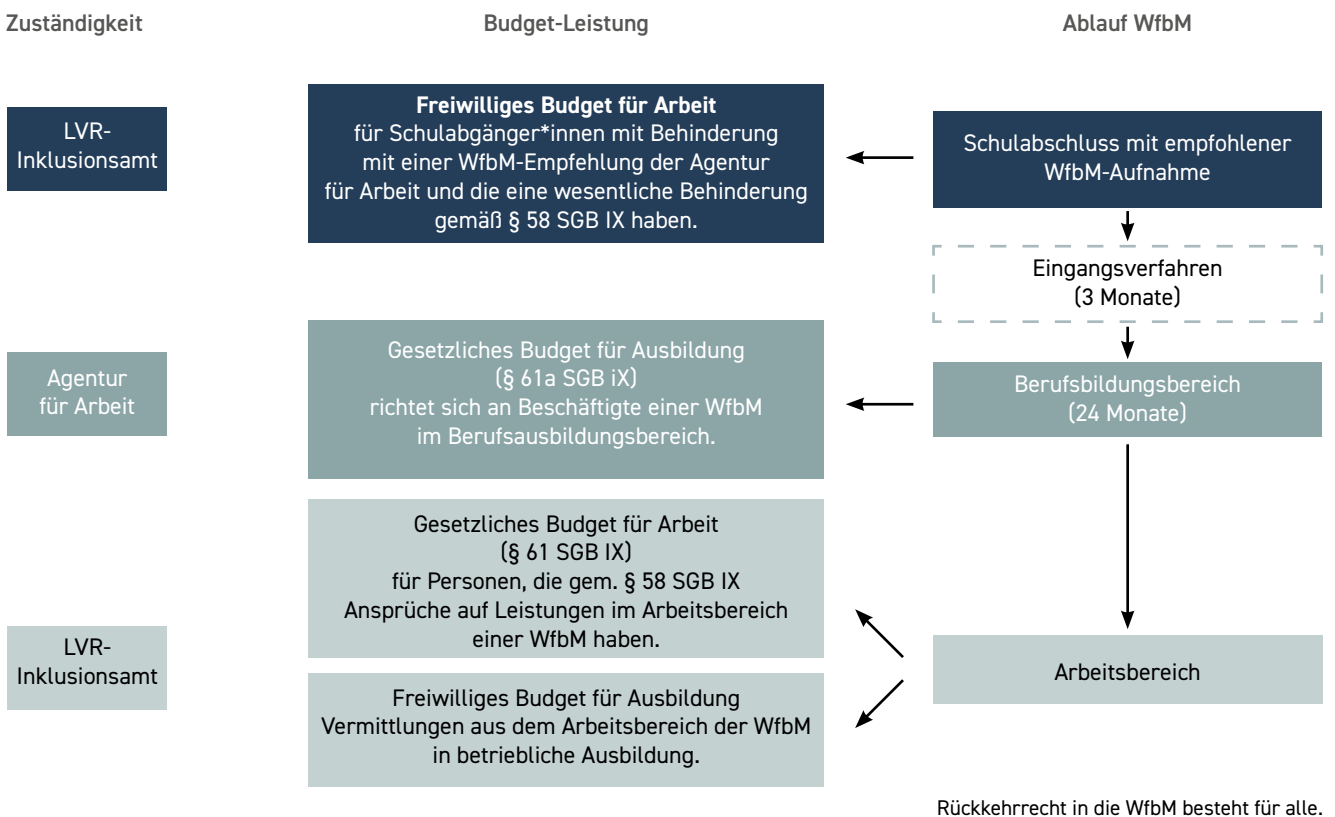 Zuständigkeit
Budget-Leistung
Ablauf WfbM
LVR-
Inklusionsamt
Freiwilliges Budget für Arbeit
für Schulabgänger*innen mit Behinderung
mit einer WfbM-Empfehlung der Agentur
für Arbeit und die eine wesentliche Behinderung
gemäß § 58 SGB IX haben.
Schulabschluss mit empfohlener
WfbM-Aufnahme
Eingangsverfahren
(3 Monate)
Agentur
für Arbeit
Gesetzliches Budget für Ausbildung
(§ 61a SGB iX)
richtet sich an Beschäftigte einer WfbM
im Berufsausbildungsbereich.
Berufsbildungsbereich
(24 Monate)
LVR-
Inklusionsamt
Gesetzliches Budget für Arbeit
(§ 61 SGB IX)
für Personen, die gem. § 58 SGB IX
Ansprüche auf Leistungen im Arbeitsbereich
einer WfbM haben.
Freiwilliges Budget für Ausbildung
Vermittlungen aus dem Arbeitsbereich der WfbM
in betriebliche Ausbildung.
Arbeitsbereich
Rückkehrrecht in die WfbM besteht für alle.